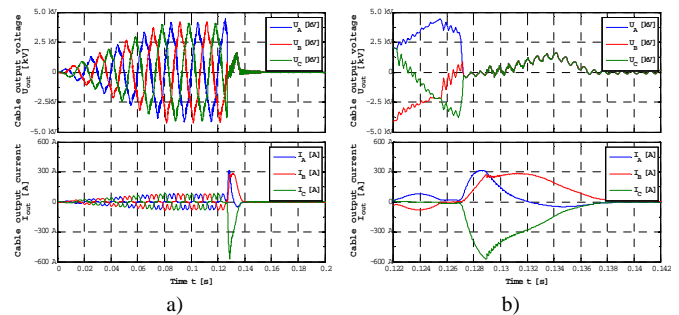 Cable output voltage
U_out [kV]
5.0 kV
2.5 kV
0
-2.5kV
-5.0 kV
U_A [kV]
U_B [kV]
U_C [kV]
Cable output current
I_out [A]
600 A
300 A
0
-300 A
-600 A
I_A [A]
I_B [A]
I_C [A]
0 0.02 0.04 0.06 0.08 0.1 0.12 0.14 0.16 0.18 0.2
Time t [s]
a)
Cable output voltage
U_out [kV]
5.0 kV
2.5 kV
0
-2.5kV
-5.0 kV
U_A [kV]
U_B [kV]
U_C [kV]
Cable output current
I_out [A]
600 A
300 A
0
-300 A
-600 A
I_A [A]
I_B [A]
I_C [A]
0.122 0.124 0.126 0.128 0.13 0.132 0.134 0.136 0.138 0.14 0.142
Time t [s]
b)